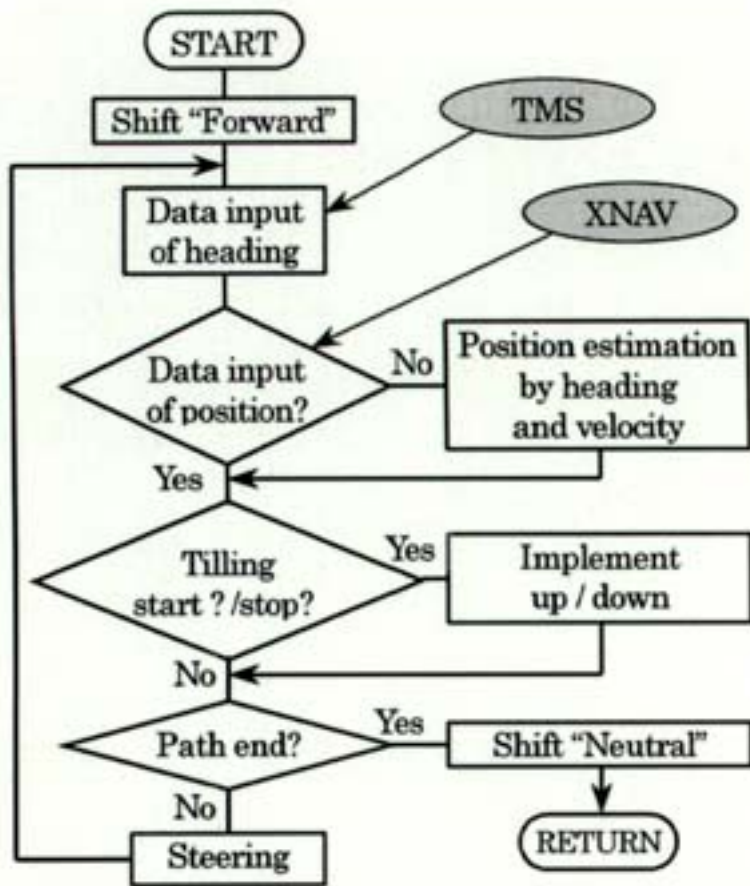 START
Shift "Forward"
TMS
Data input
of heading
XNAV
Data input
of position?
No
Position estimation
by heading
and velocity
Yes
Tilling
start ? /stop?
Yes
Implement
up / down
No
Path end?
Yes
Shift "Neutral"
No
Steering
RETURN